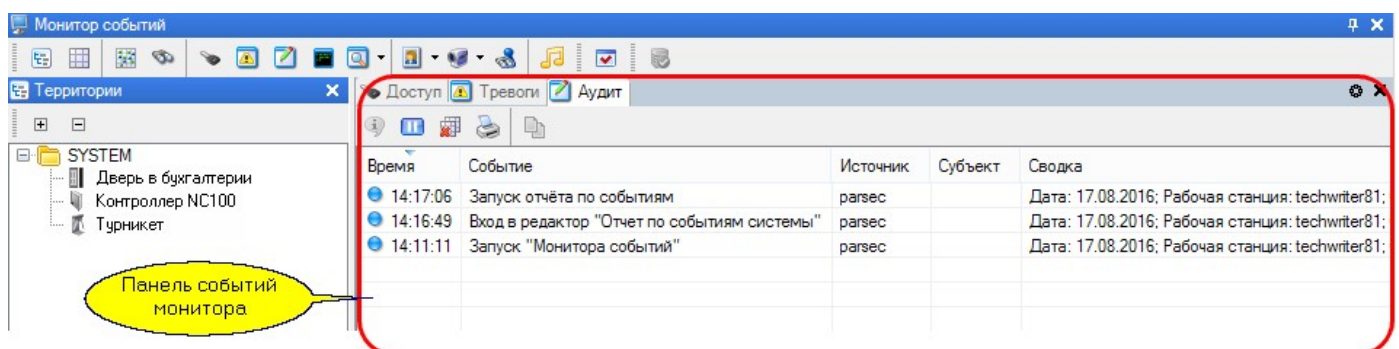 Монитор событий
Территории
Доступ Тревоги Аудит
SYSTEM
Дверь в бухгалтерии
Контроллер NC100
Турникет
Время Событие Источник Субъект Сводка
14:17:06 Запуск отчёта по событиям parsec Дата: 17.08.2016; Рабочая станция: techwriter81;
14:16:49 Вход в редактор "Отчет по событиям системы" parsec Дата: 17.08.2016; Рабочая станция: techwriter81;
14:11:11 Запуск "Монитора событий" parsec Дата: 17.08.2016; Рабочая станция: techwriter81;
Панель событий
монитора